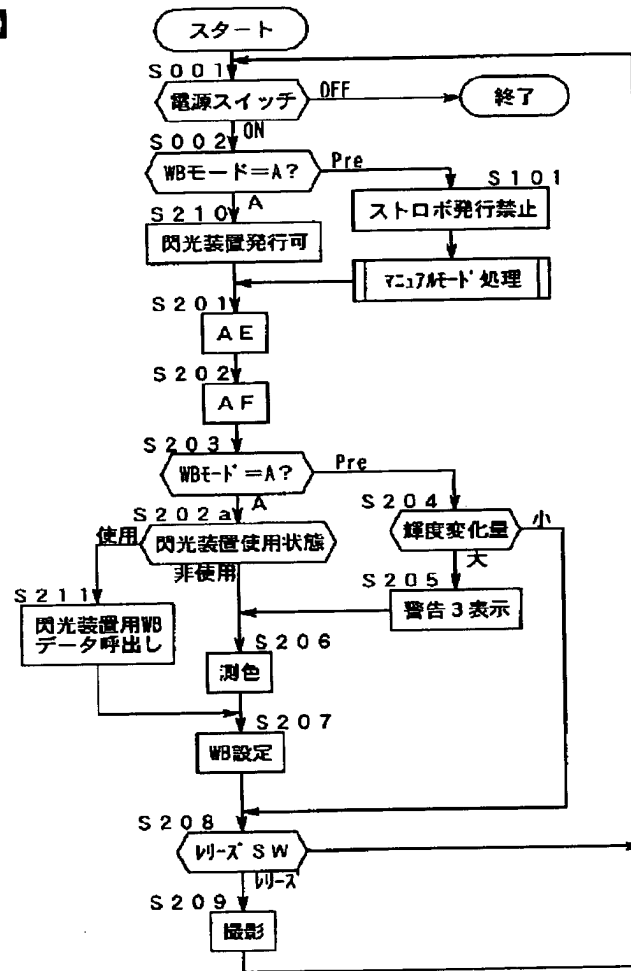 】
スタート
S001
電源スイッチ
OFF
終了
ON
S002
WBモード=A?
Pre
A
S101
ストロボ発行禁止
S210
閃光装置発行可
マニュアルモード処理
S201
AE
S202
AF
S203
WBモード=A?
Pre
A
S204
輝度変化量
小
大
S202a
使用
閃光装置使用状態
非使用
S205
警告3表示
S211
閃光装置用WB
データ呼出し
S206
測色
S207
WB設定
S208
レリーズSW
レリーズ
S209
撮影